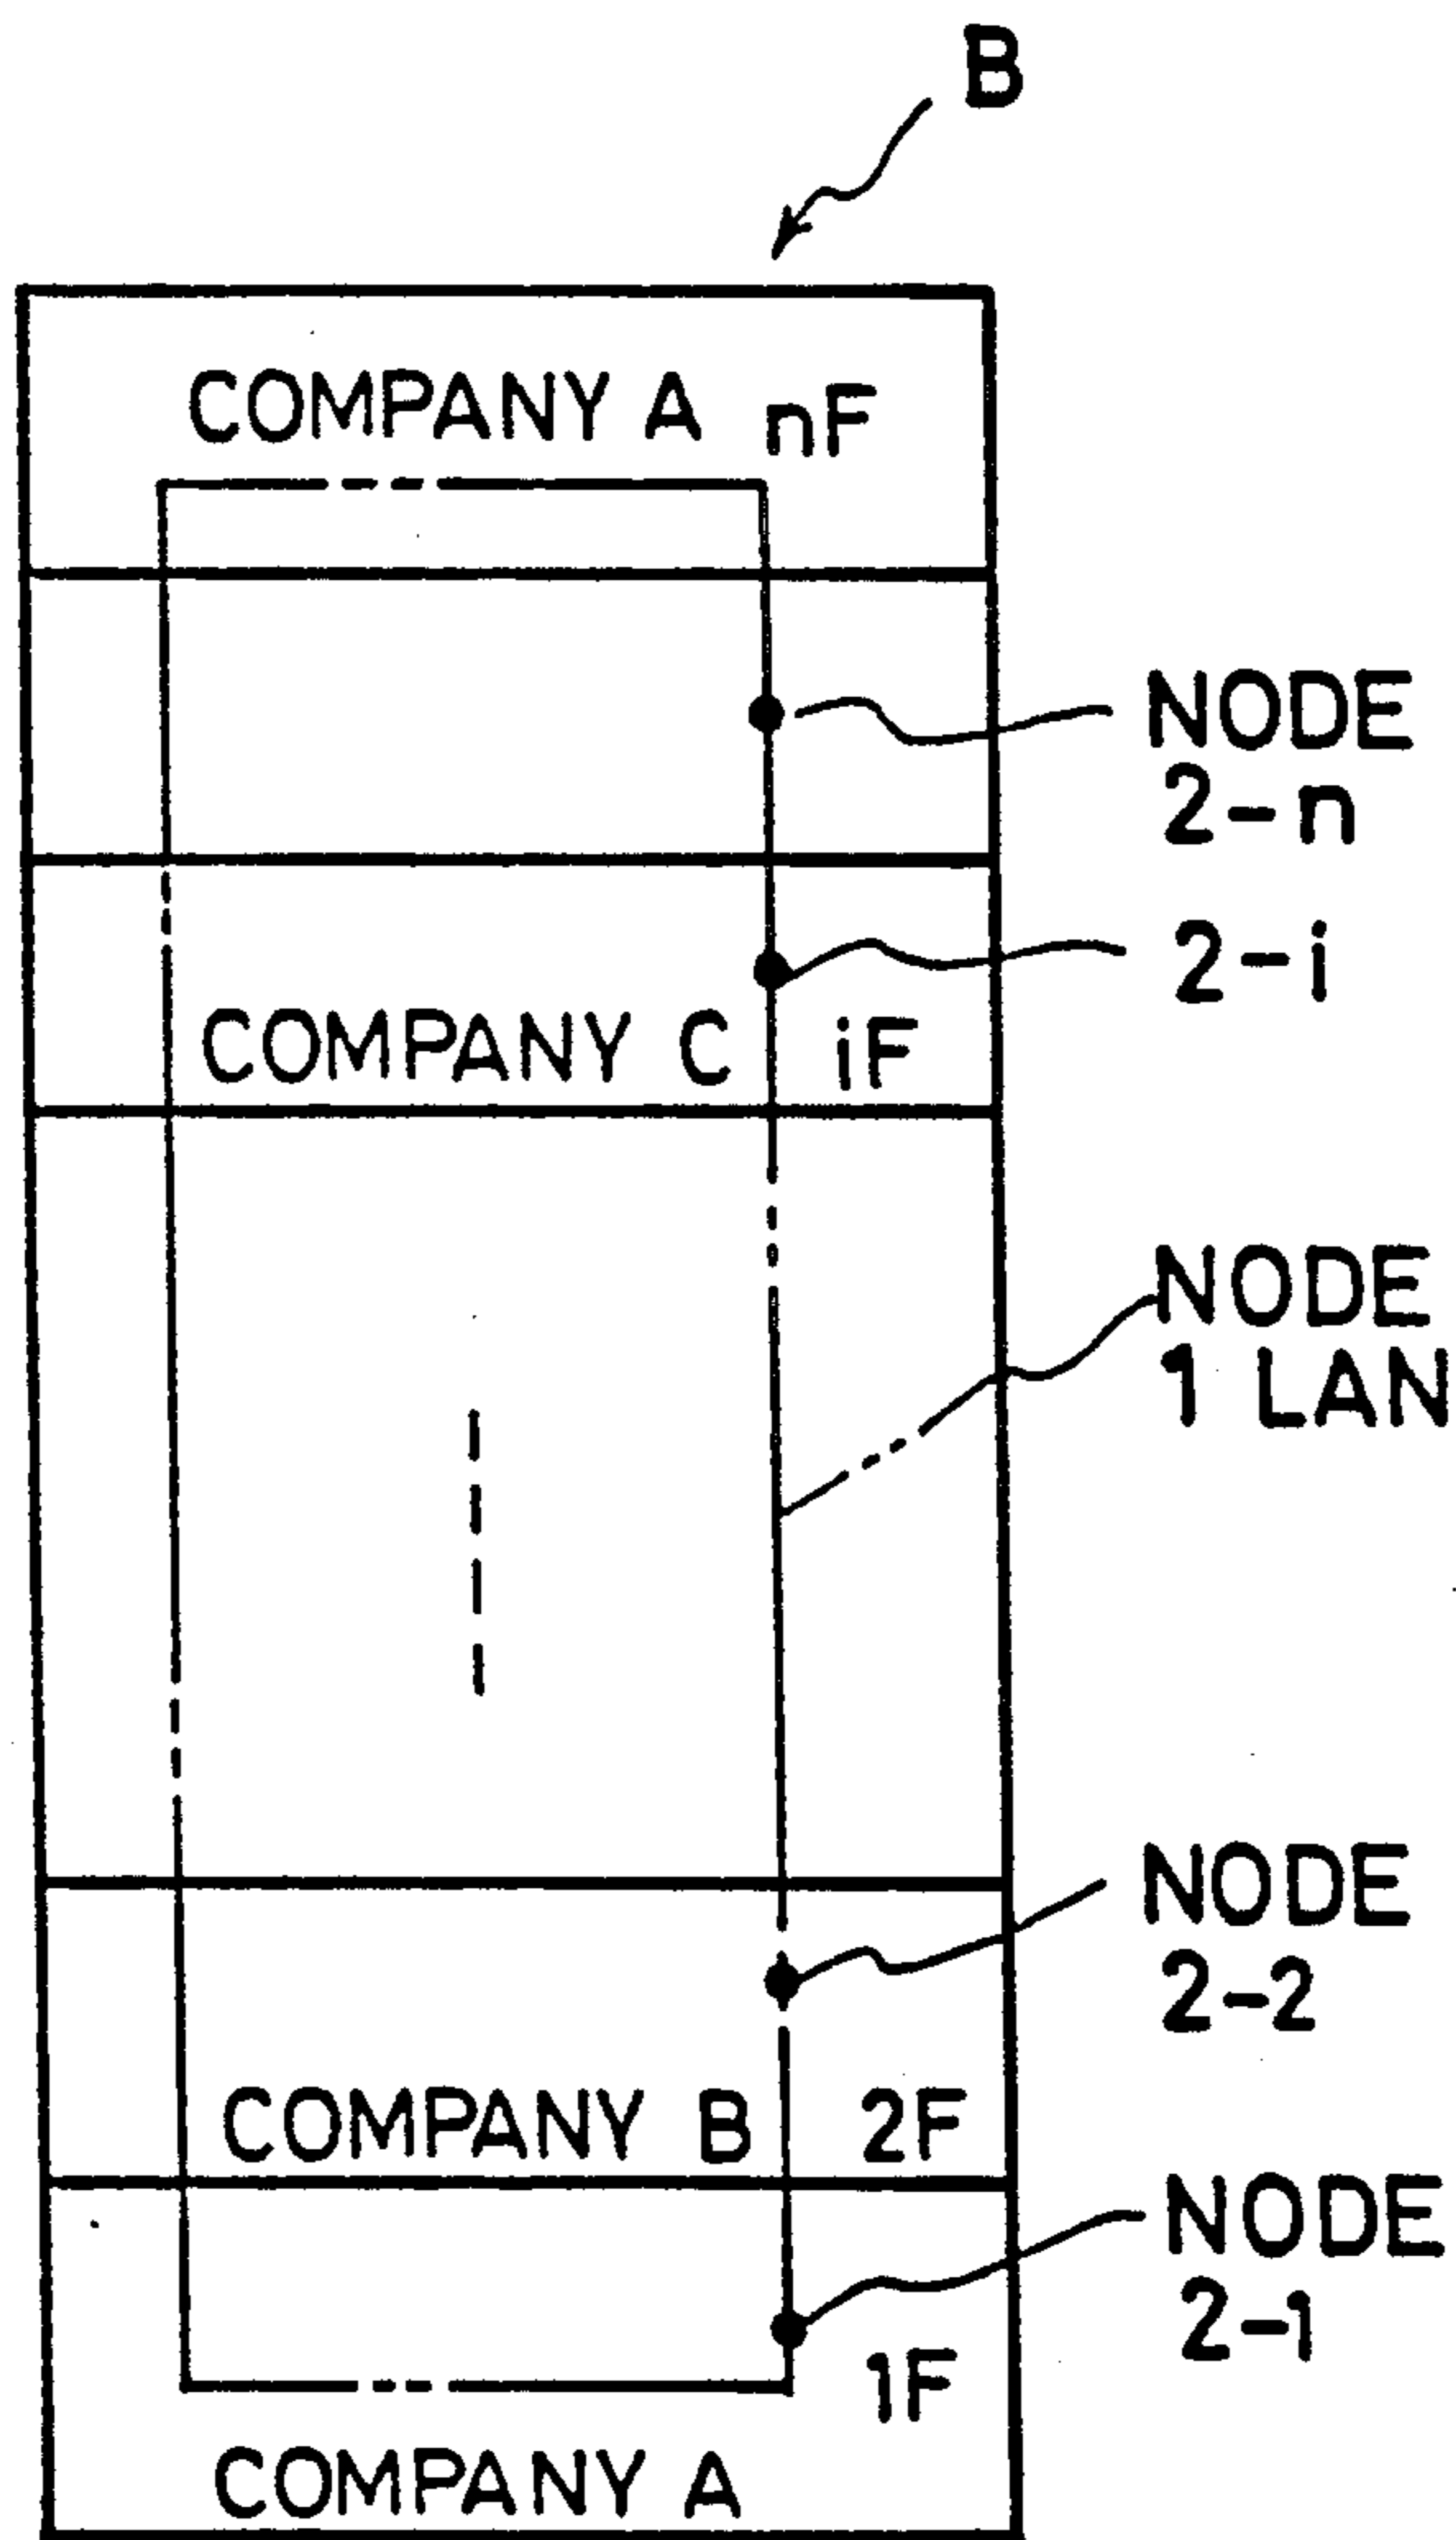 B
COMPANY A nF
NODE
2-n
2-i
COMPANY C iF
NODE
1 LAN
NODE
2-2
COMPANY B 2F
NODE
2-1
1F
COMPANY A